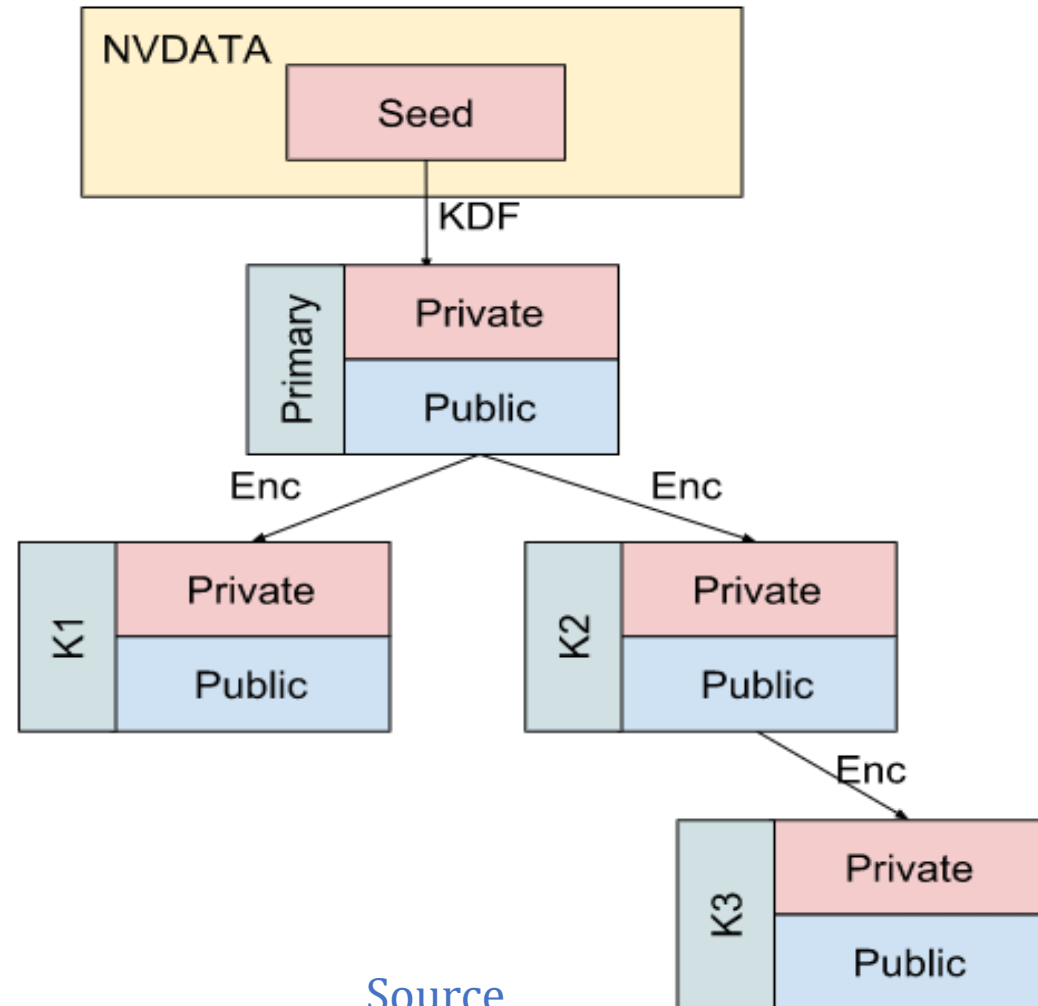 NVDATA
Seed
KDF
Primary
Private
Public
Enc
Enc
K1
Private
Public
K2
Private
Public
Enc
K3
Private
Public
Source